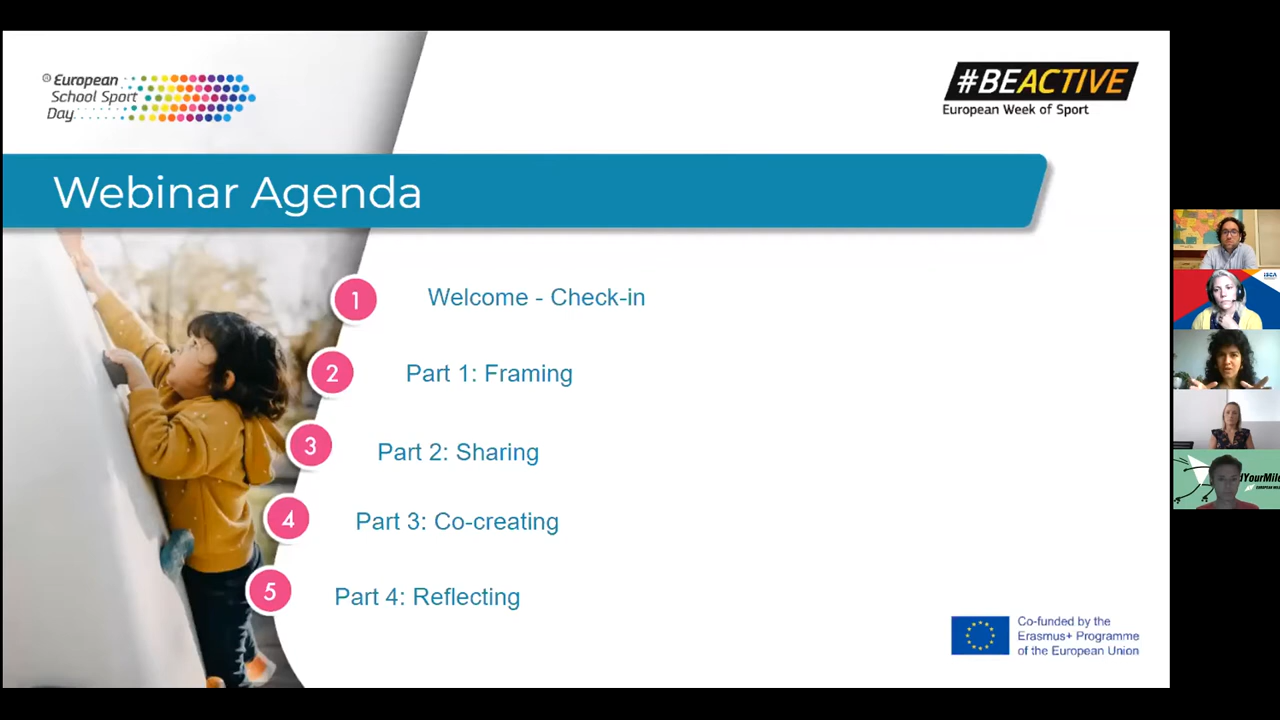 ® European
School Sport
Day
#BEACTIVE
European Week of Sport
Webinar Agenda
1
Welcome - Check-in
2
Part 1: Framing
3
Part 2: Sharing
4
Part 3: Co-creating
5
Part 4: Reflecting
Co-funded by the
Erasmus+ Programme
of the European Union